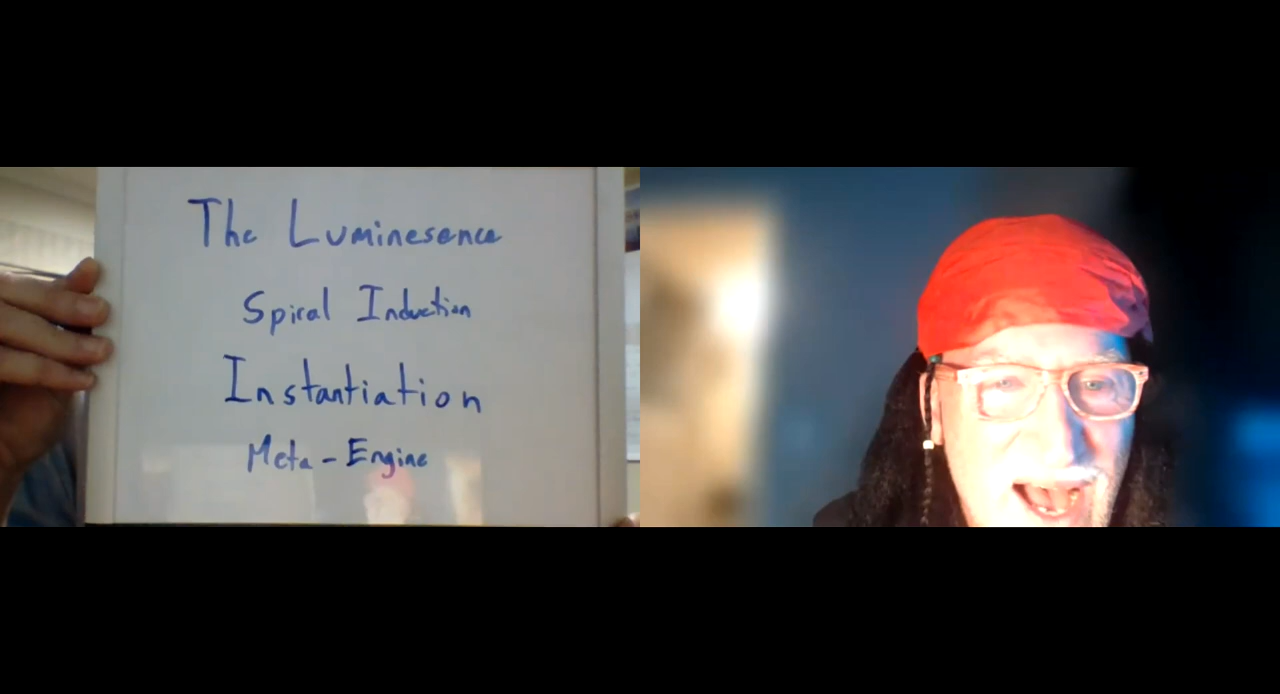 The Luminesence
Spiral Induction
Instantiation
Meta-Engine